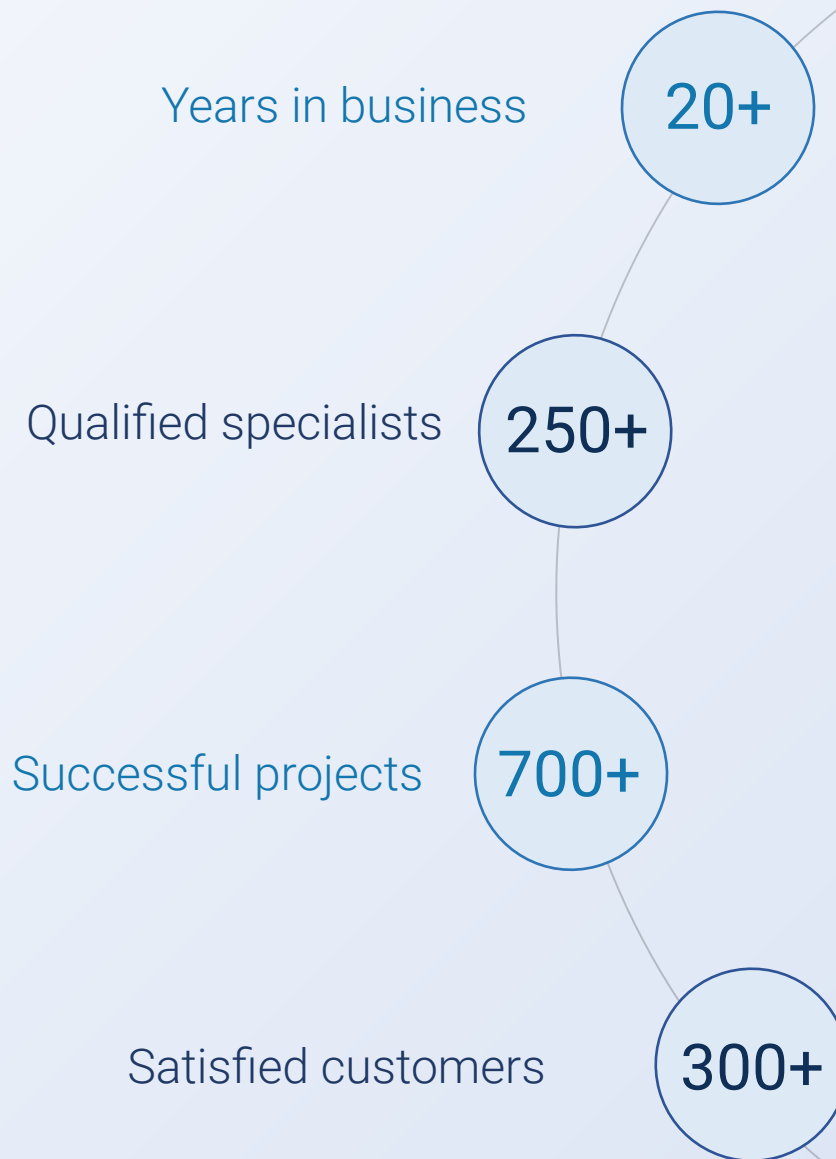 Years in business 20+
Qualified specialists 250+
Successful projects 700+
Satisfied customers 300+